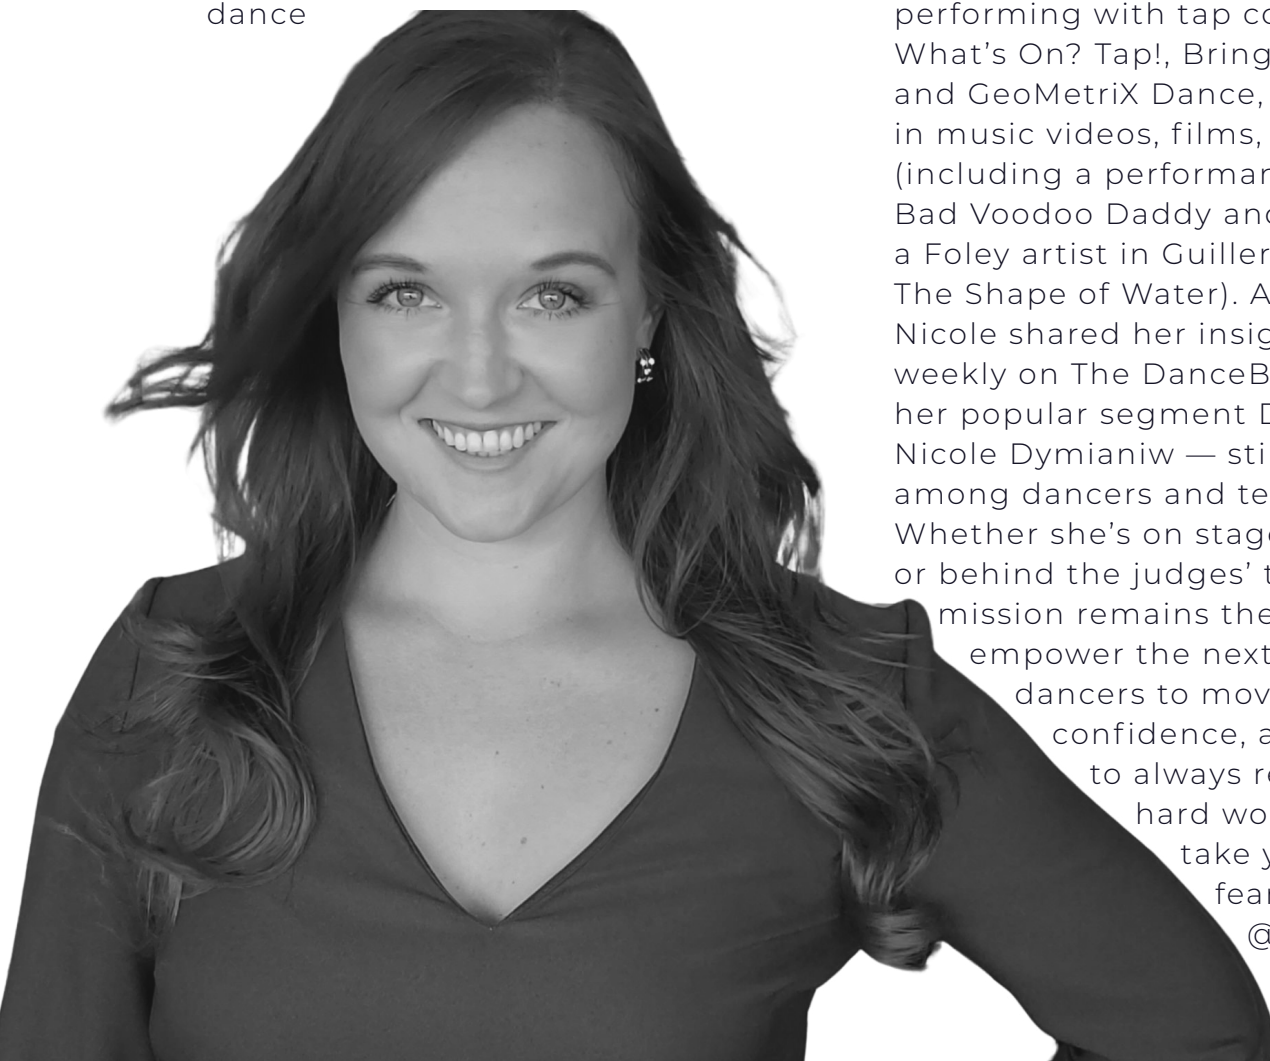 dance
performing with tap
What's On? Tap!, Bring
and GeoMetriX Dance,
in music videos, films,
(including a
Bad Voodoo Daddy
a Foley artist in
The Shape of Water).
Nicole shared her
weekly on The
her popular segment
Nicole Dymianiw —
among dancers and
Whether she's on
or behind the judges'
mission remains the
empower the next
dancers to
confidence,
to always
hard
take
@